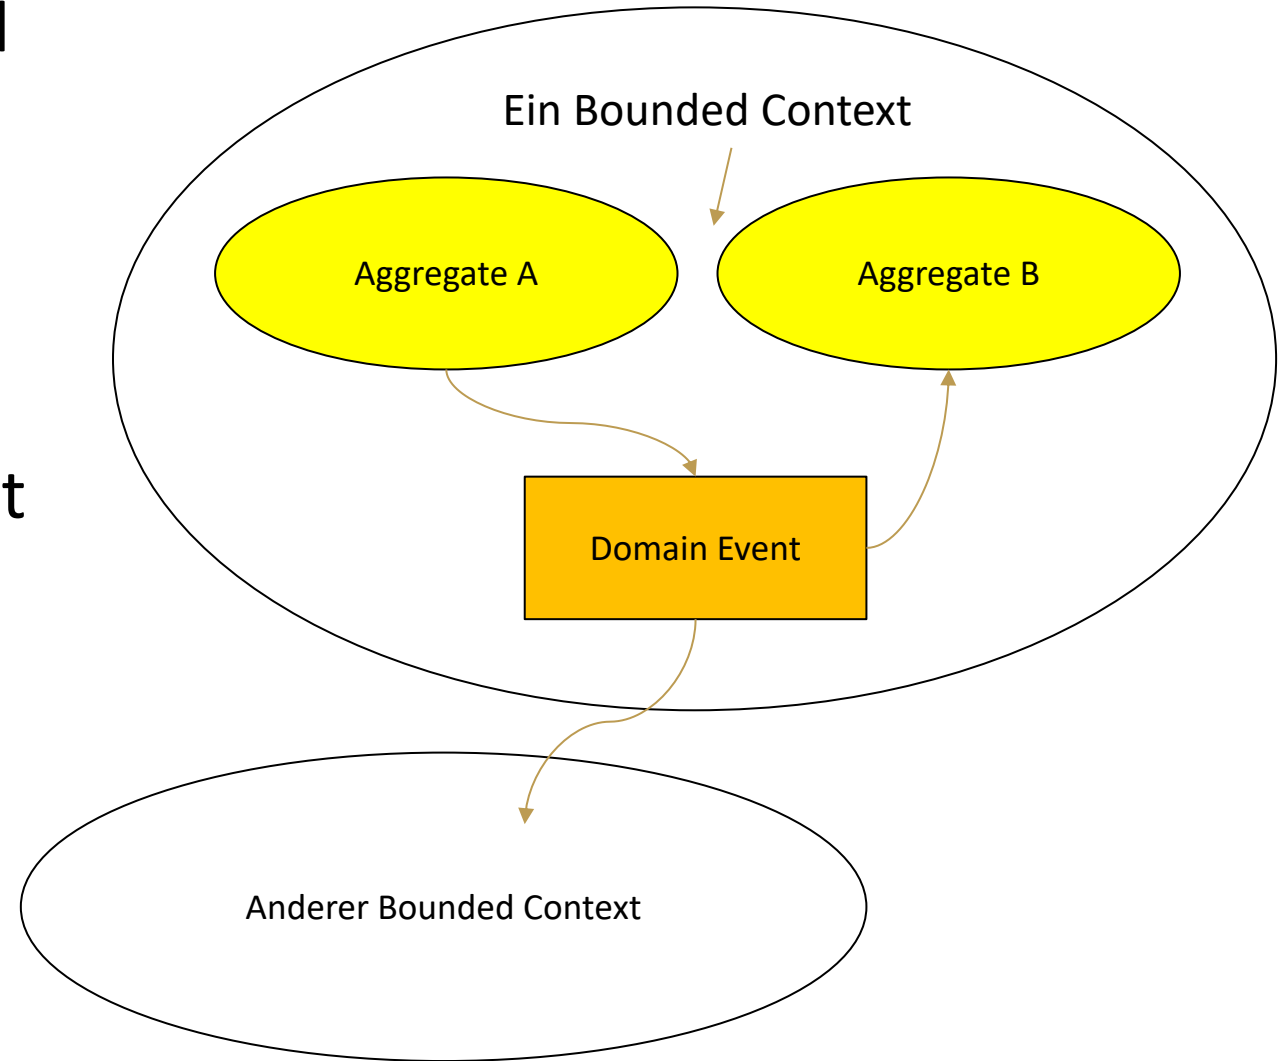 Ein Bounded Context
Aggregate A
Aggregate B
t
Domain Event
Anderer Bounded Context